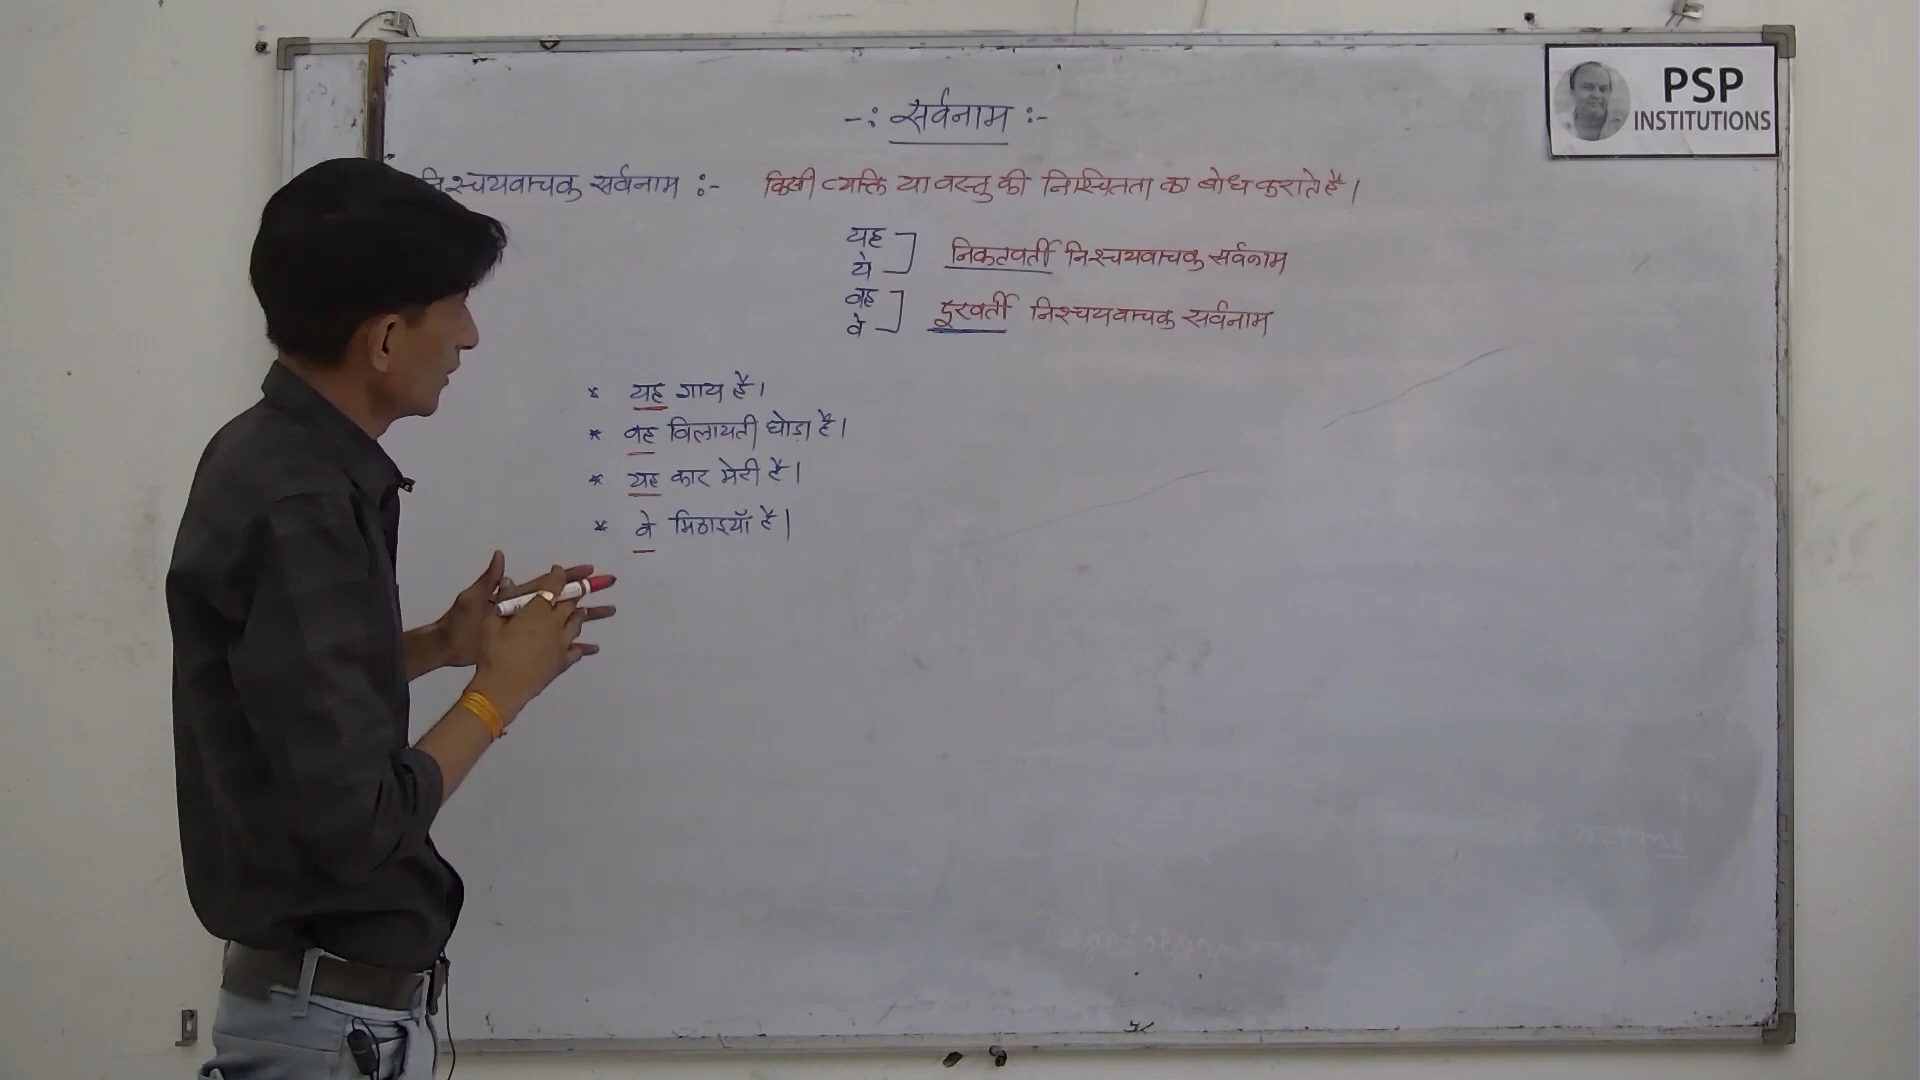 PSP
INSTITUTIONS
-: सर्वनाम :-
निश्चयवाचक सर्वनाम :- किसी व्यक्ति या वस्तु की निश्चितता का बोध कराते है।
यह
ये
निकटवर्ती निश्चयवाचक सर्वनाम
वह
वे
दूरवर्ती निश्चयवाचक सर्वनाम
* यह गाय है।
* वह विलायती घोड़ा है।
* यह कार मेरी है।
* वे मिठाइयाँ है।